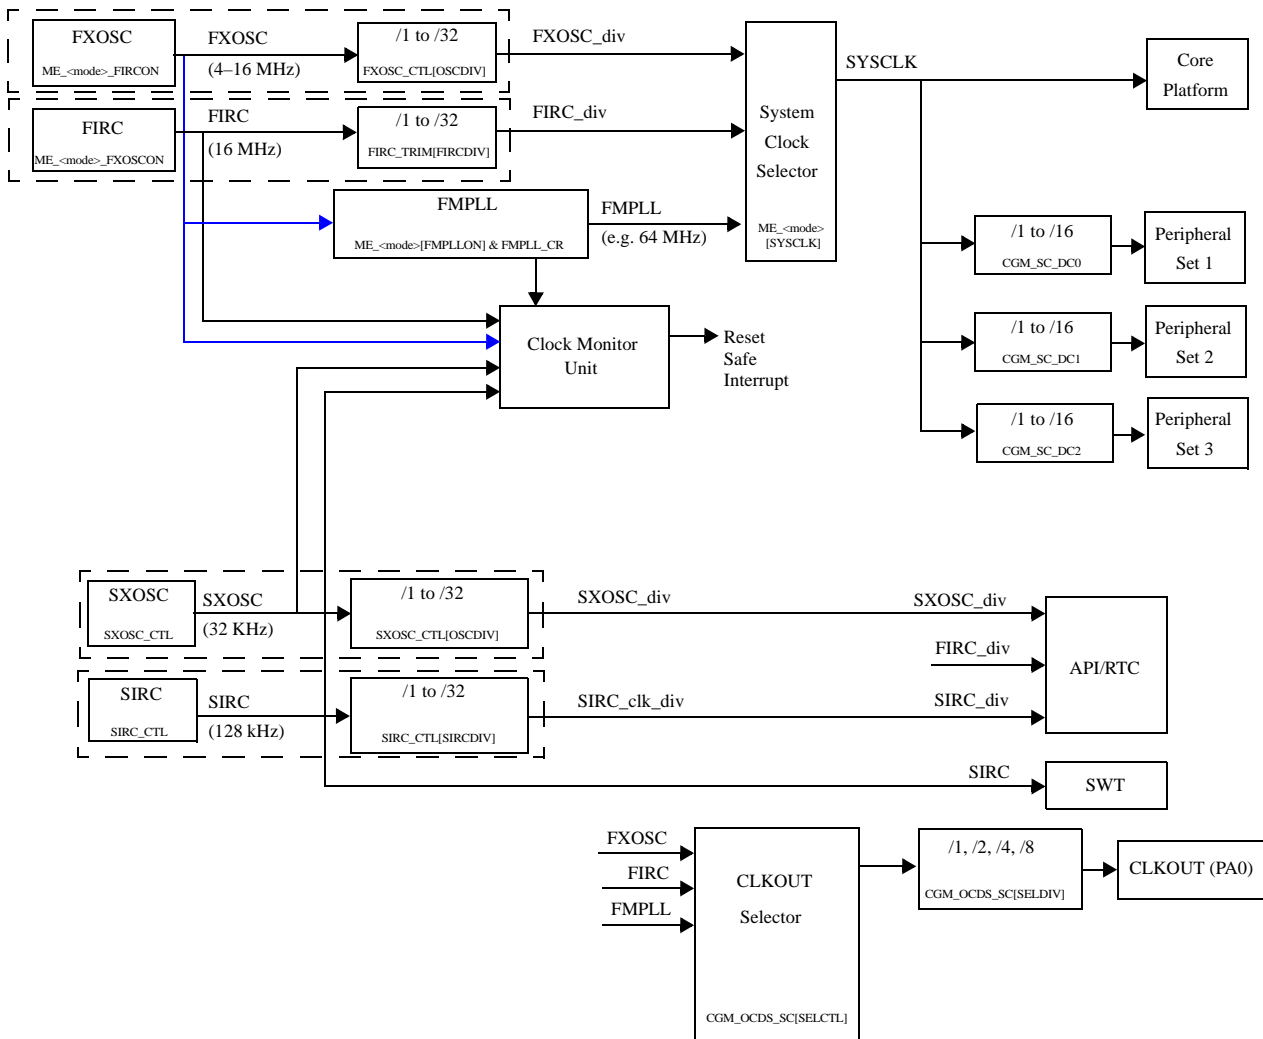 FXOSC
ME_<mode>_FIRCON
FXOSC
(4–16 MHz)
/1 to /32
FXOSC_CTL[OSCDIV]
FXOSC_div
FIRC
ME_<mode>_FXOSCON
FIRC
(16 MHz)
/1 to /32
FIRC_TRIM[FIRCDIV]
FIRC_div
FMPLL
ME_<mode>[FMPLLON] & FMPLL_CR
FMPLL
(e.g. 64 MHz)
System
Clock
Selector
ME_<mode>
[SYSCLK]
SYSCLK
Core
Platform
/1 to /16
CGM_SC_DC0
Peripheral
Set 1
/1 to /16
CGM_SC_DC1
Peripheral
Set 2
/1 to /16
CGM_SC_DC2
Peripheral
Set 3
Clock Monitor
Unit
Reset
Safe
Interrupt
SXOSC
SXOSC_CTL
SXOSC
(32 KHz)
/1 to /32
SXOSC_CTL[OSCDIV]
SXOSC_div
SXOSC_div
FIRC_div
API/RTC
SIRC
SIRC_CTL
SIRC
(128 kHz)
/1 to /32
SIRC_CTL[SIRCDIV]
SIRC_clk_div
SIRC_div
SIRC
SWT
FXOSC
FIRC
FMPLL
CLKOUT
Selector
CGM_OCDS_SC[SELCTL]
/1, /2, /4, /8
CGM_OCDS_SC[SELDIV]
CLKOUT (PA0)